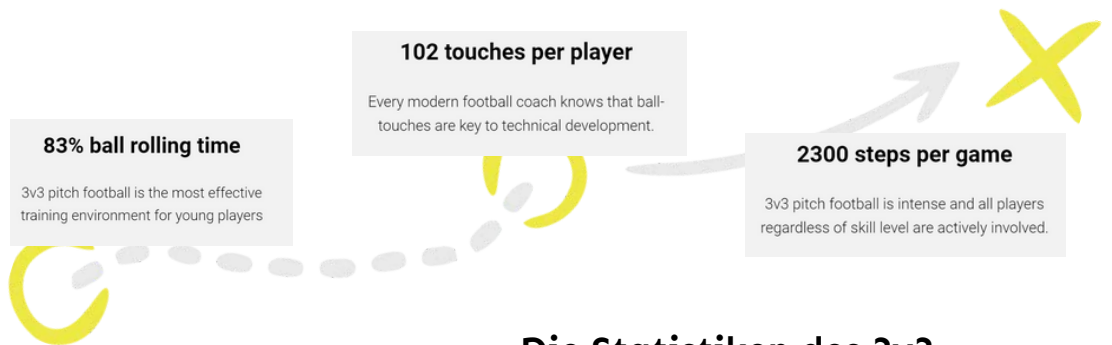 83% ball rolling time
3v3 pitch football is the most effective
training environment for young players
102 touches per player
Every modern football coach knows that ball-
touches are key to technical development.
2300 steps per game
3v3 pitch football is intense and all players
regardless of skill level are actively involved.
Die Statistiken des 3v3